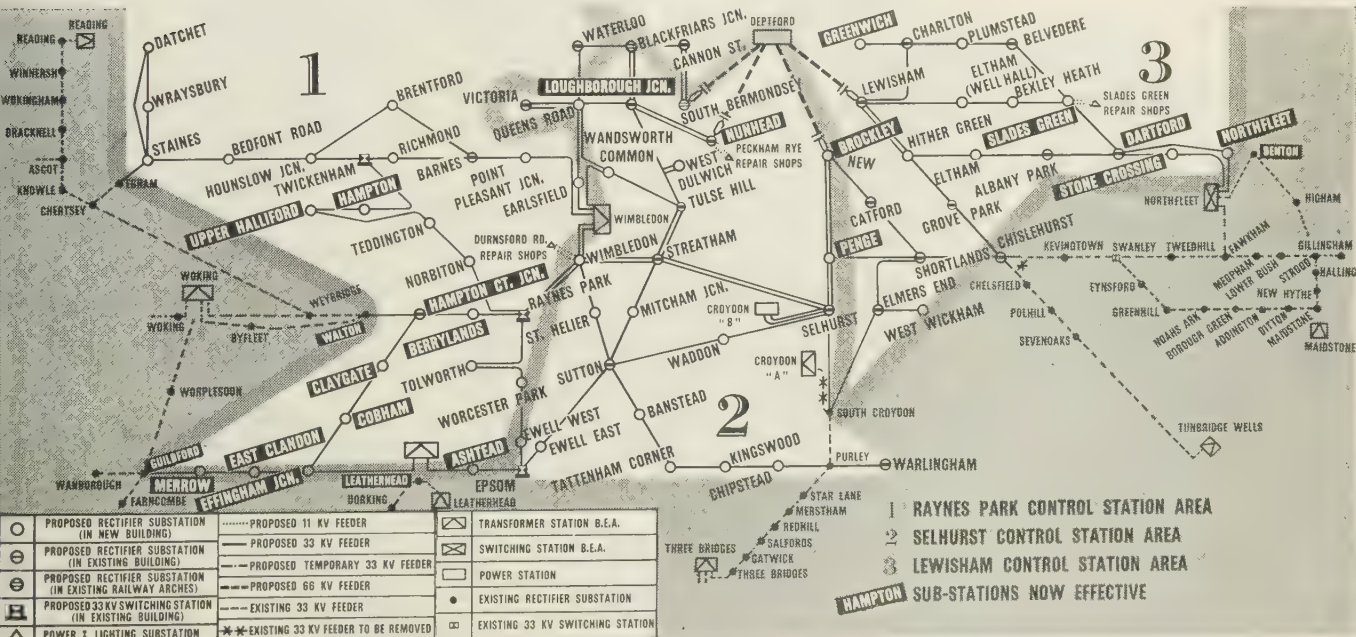 READING
READING
WINNERSH
WOKINGHAM
BRACKNELL
ASCOT
KNOWLE
CHERTSEY
EGHAM
DATCHET
WRAYSBURY
STAINES
1
BEDFONT ROAD
HOUNSLOW JCN.
BRENTFORD
TWICKENHAM
RICHMOND
BARNES
POINT
PLEASANT JCN.
EARLSFIELD
HAMPTON
UPPER HALLIFORD
TEDDINGTON
NORBITON
DURNSFORD RD.
REPAIR SHOPS
HAMPTON CT. JCN.
BERRYLANDS
RAYNES PARK
WOKING
WOKING
BYFLEET
WEYBRIDGE
WALTON
WORPLESDON
CLAYGATE
COBHAM
TOLWORTH
WORCESTER PARK
GUILDFORD
WANBOROUGH
FARNCOMBE
MERROW
EAST CLANDON
EFFINGHAM JCN.
LEATHERHEAD
DORKING
LEATHERHEAD
ASHTEAD
EPSOM
EWELL WEST
EWELL EAST
WATERLOO
BLACKFRIARS JCN.
CANNON ST.
DEPTFORD
VICTORIA
LOUGHBOROUGH JCN.
QUEENS ROAD
SOUTH BERMONDSEY
NUNHEAD
PECKHAM RYE
REPAIR SHOPS
WANDSWORTH
COMMON
WEST
DULWICH
TULSE HILL
WIMBLEDON
WIMBLEDON
STREATHAM
ST. HELIER
MITCHAM JCN.
CROYDON
"B"
SUTTON
WADDON
SELHURST
CROYDON
"A"
BANSTEAD
2
TATTENHAM CORNER
KINGSWOOD
CHIPSTEAD
PURLEY
WARLINGHAM
SOUTH CROYDON
STAR LANE
MERSTHAM
REDHILL
SALFORDS
GATWICK
THREE BRIDGES
THREE BRIDGES
GREENWICH
CHARLTON
PLUMSTEAD
BELVEDERE
3
LEWISHAM
ELTHAM
(WELL HALL)
BEXLEY HEATH
SLADES GREEN
REPAIR SHOPS
BROCKLEY
NEW
HITHER GREEN
SLADES GREEN
DARTFORD
NORTHFLEET
ELTHAM
ALBANY PARK
STONE CROSSING
CATFORD
GROVE PARK
PENGE
SHORTLANDS
CHISLEHURST
ELMERS END
WEST WICKHAM
DENTON
NORTHFLEET
HIGHAM
KEVINGTOWN
SWANLEY
TWEEDHILL
FAWKHAM
MEOPHAM
LOWER BUSH
STROOD
GILLINGHAM
HALLING
CHELSFIELD
POLHILL
SEVENOAKS
EYNSFORD
GREENHILL
NOAHS ARK
BOROUGH GREEN
ADDINGTON
DITTON
MAIDSTONE
NEW HYTHE
MAIDSTONE
TUNBRIDGE WELLS
1 RAYNES PARK CONTROL STATION AREA
2 SELHURST CONTROL STATION AREA
3 LEWISHAM CONTROL STATION AREA
HAMPTON SUB-STATIONS NOW EFFECTIVE
PROPOSED RECTIFIER SUBSTATION
(IN NEW BUILDING)
PROPOSED RECTIFIER SUBSTATION
(IN EXISTING BUILDING)
PROPOSED RECTIFIER SUBSTATION
(IN EXISTING RAILWAY ARCHES)
PROPOSED 33 KV SWITCHING STATION
(IN EXISTING BUILDING)
POWER & LIGHTING SUBSTATION
PROPOSED 11 KV FEEDER
PROPOSED 33 KV FEEDER
PROPOSED TEMPORARY 33 KV FEEDER
PROPOSED 66 KV FEEDER
EXISTING 33 KV FEEDER
EXISTING 33 KV FEEDER TO BE REMOVED
TRANSFORMER STATION B.E.A.
SWITCHING STATION B.E.A.
POWER STATION
EXISTING RECTIFIER SUBSTATION
EXISTING 33 KV SWITCHING STATION